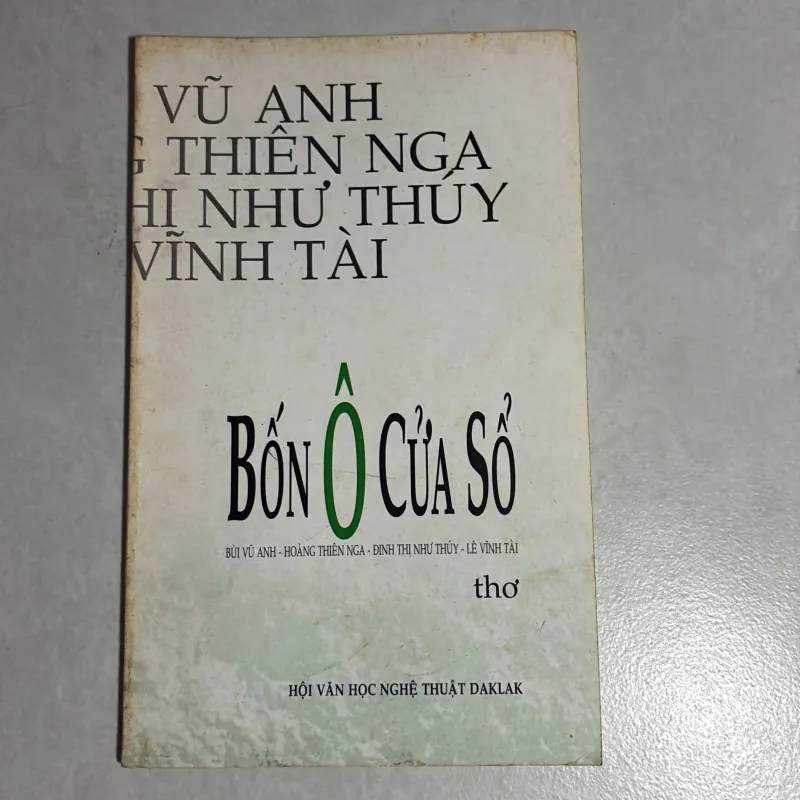 VŨ ANH
G THIÊN NGA
HỊ NHƯ THÚY
VĨNH TÀI
BỐN Ô CỬA SỔ
BÙI VŨ ANH - HOÀNG THIÊN NGA - ĐINH THỊ NHƯ THÚY - LÊ VĨNH TÀI
thơ
HỘI VĂN HỌC NGHỆ THUẬT DAKLAK